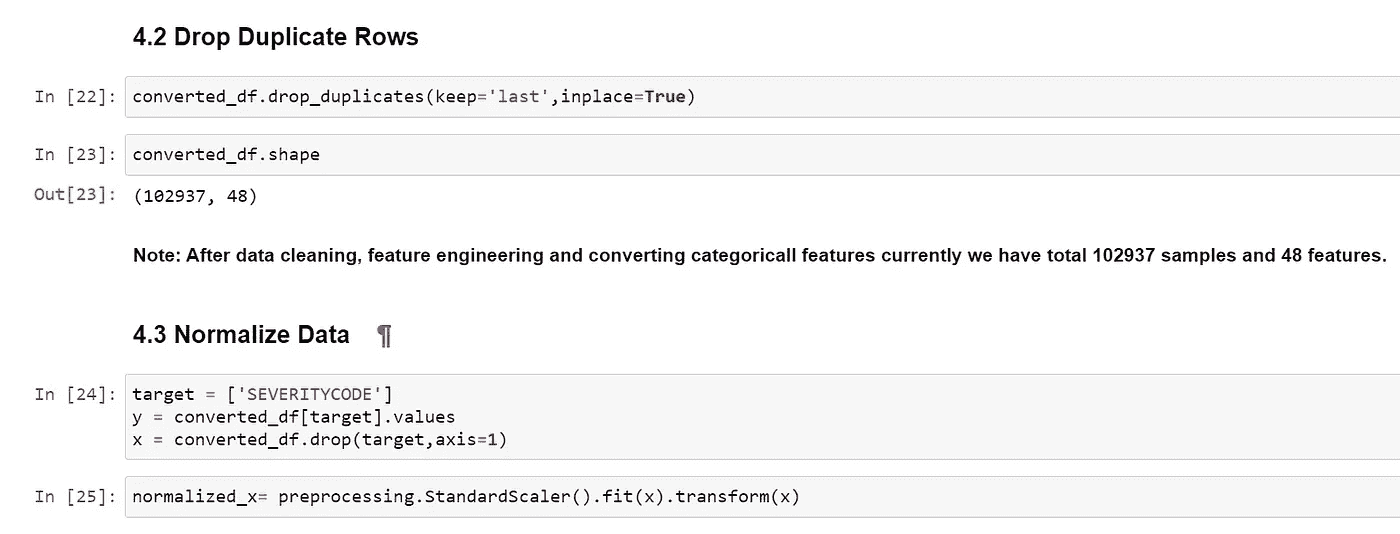 4.2 Drop Duplicate Rows
In [22]: converted_df.drop_duplicates(keep='last',inplace=True)
In [23]: converted_df.shape
Out[23]: (102937, 48)
Note: After data cleaning, feature engineering and converting categoricall features currently we have total 102937 samples and 48 features.
4.3 Normalize Data ¶
In [24]: target = ['SEVERITYCODE']
y = converted_df[target].values
x = converted_df.drop(target,axis=1)
In [25]: normalized_x= preprocessing.StandardScaler().fit(x).transform(x)